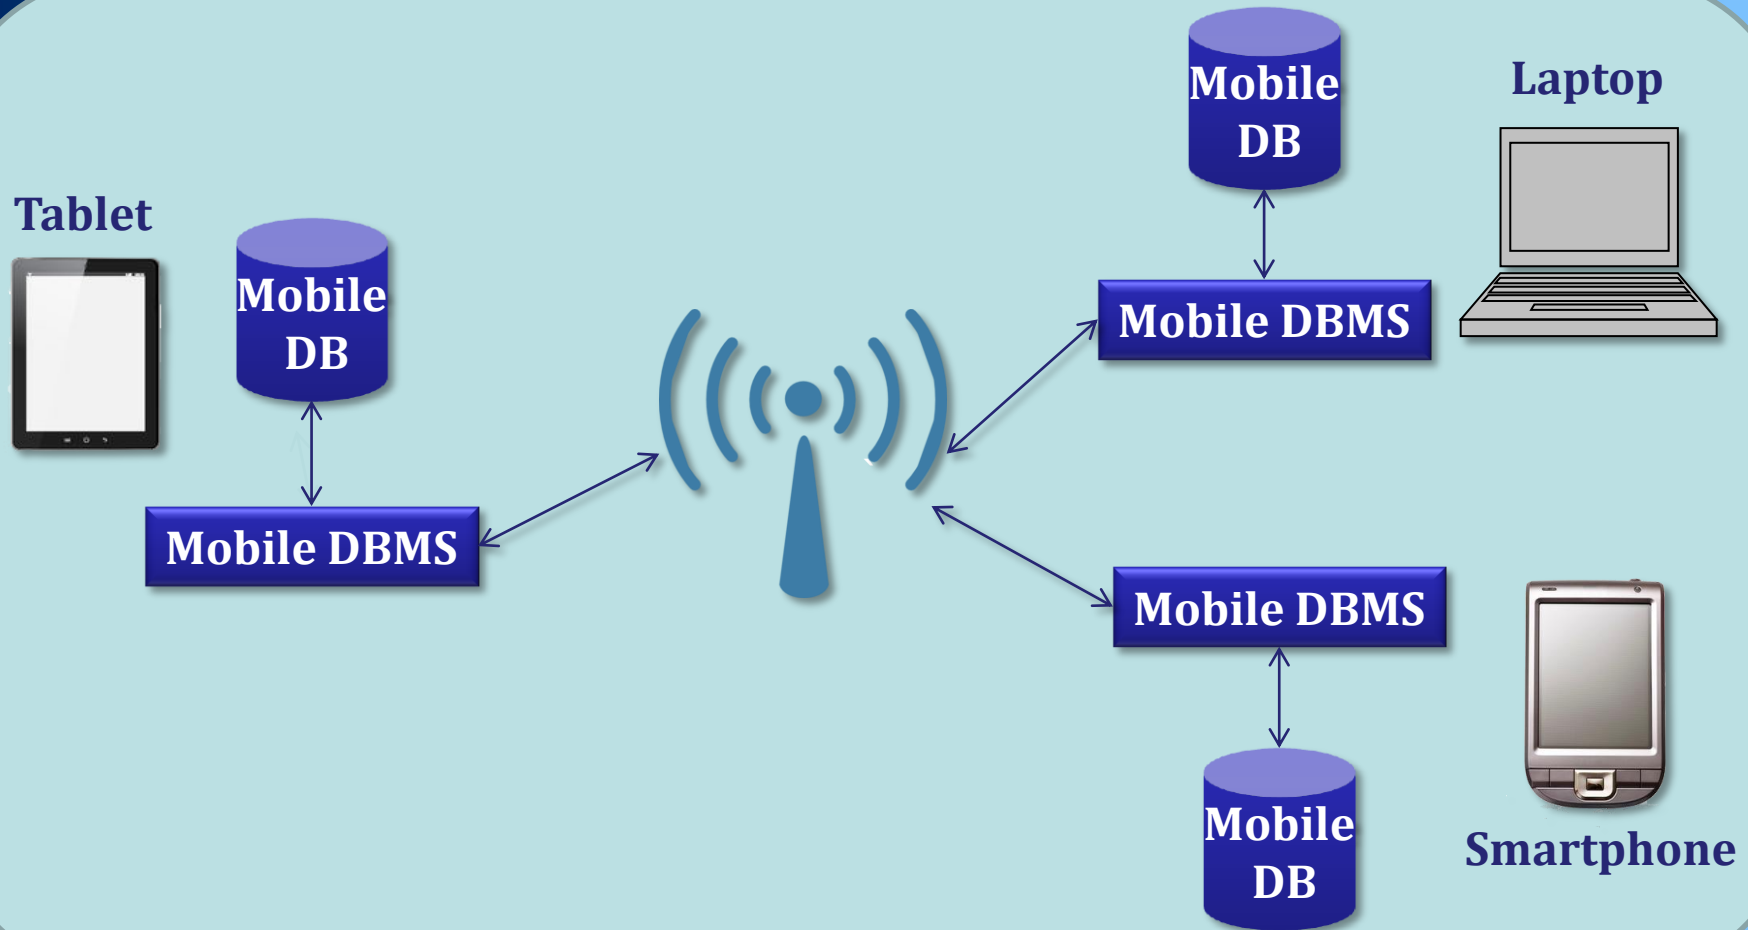 Tablet
Mobile
DB
Mobile DBMS
Mobile
DB
Laptop
Mobile DBMS
Mobile DBMS
Mobile
DB
Smartphone